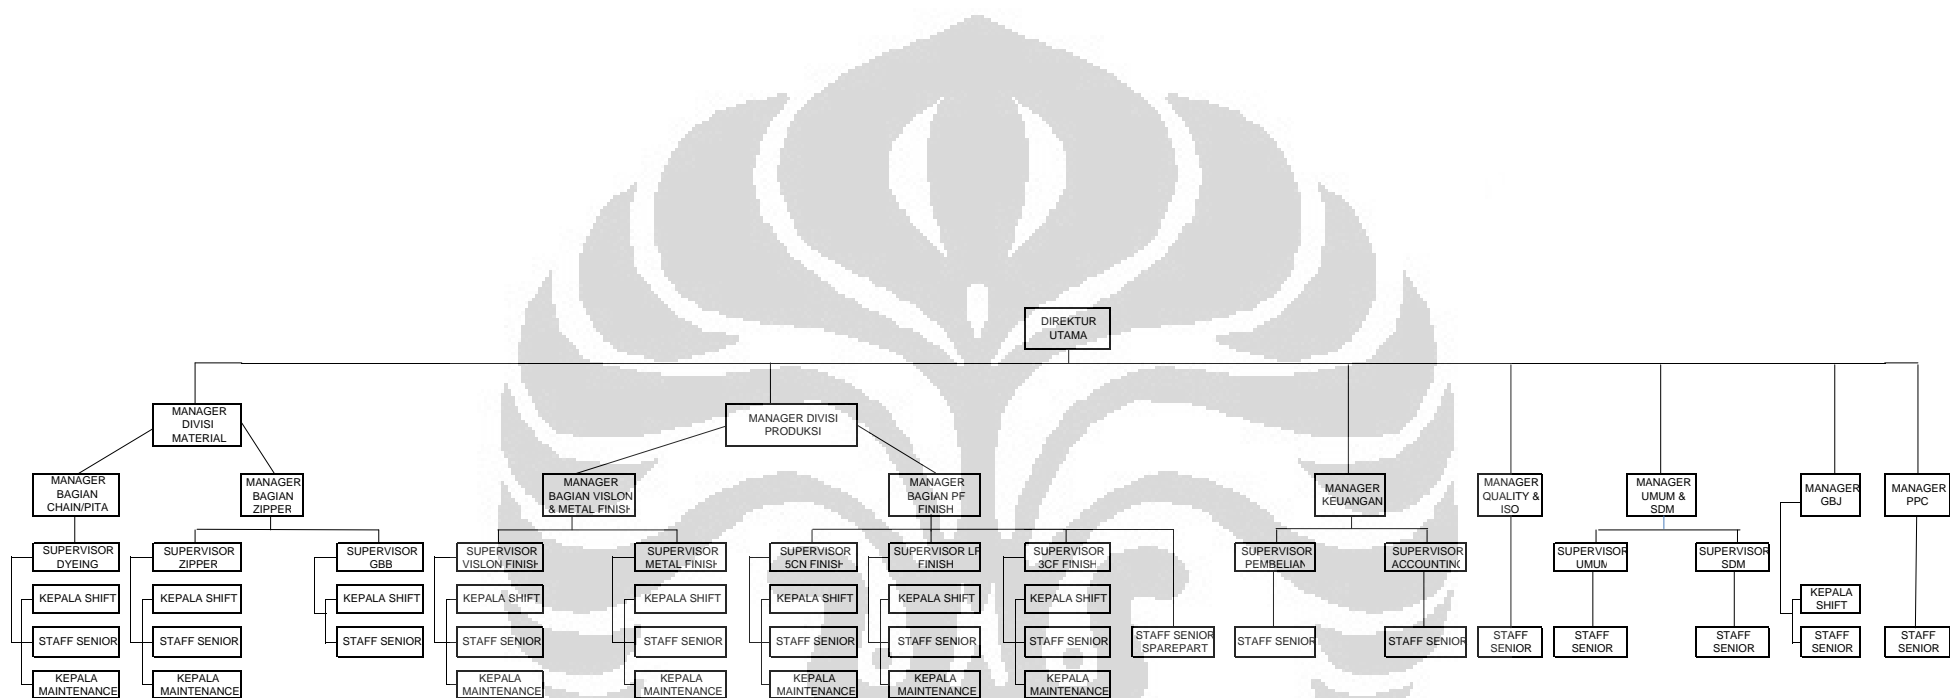 DIREKTUR
UTAMA
MANAGER
DIVISI
MATERIAL
MANAGER DIVISI
PRODUKSI
MANAGER
BAGIAN
CHAIN/PITA
MANAGER
BAGIAN
ZIPPER
MANAGER
BAGIAN VISLON
& METAL FINISH
MANAGER
BAGIAN PF
FINISH
MANAGER
KEUANGAN
MANAGER
QUALITY &
ISO
MANAGER
UMUM &
SDM
MANAGER
GBJ
MANAGER
PPC
SUPERVISOR
DYEING
SUPERVISOR
ZIPPER
SUPERVISOR
GBB
SUPERVISOR
VISLON FINISH
SUPERVISOR
METAL FINISH
SUPERVISOR
5CN FINISH
SUPERVISOR LF
FINISH
SUPERVISOR
3CF FINISH
SUPERVISOR
PEMBELIAN
SUPERVISOR
ACCOUNTING
SUPERVISOR
UMUM
SUPERVISOR
SDM
KEPALA SHIFT
KEPALA SHIFT
KEPALA SHIFT
KEPALA SHIFT
KEPALA SHIFT
KEPALA SHIFT
KEPALA SHIFT
KEPALA SHIFT
KEPALA
SHIFT
STAFF SENIOR
STAFF SENIOR
STAFF SENIOR
STAFF SENIOR
STAFF SENIOR
STAFF SENIOR
STAFF SENIOR
STAFF SENIOR
STAFF SENIOR
SPAREPART
STAFF SENIOR
STAFF SENIOR
STAFF
SENIOR
STAFF
SENIOR
STAFF
SENIOR
STAFF
SENIOR
STAFF
SENIOR
KEPALA
MAINTENANCE
KEPALA
MAINTENANCE
KEPALA
MAINTENANCE
KEPALA
MAINTENANCE
KEPALA
MAINTENANCE
KEPALA
MAINTENANCE
KEPALA
MAINTENANCE